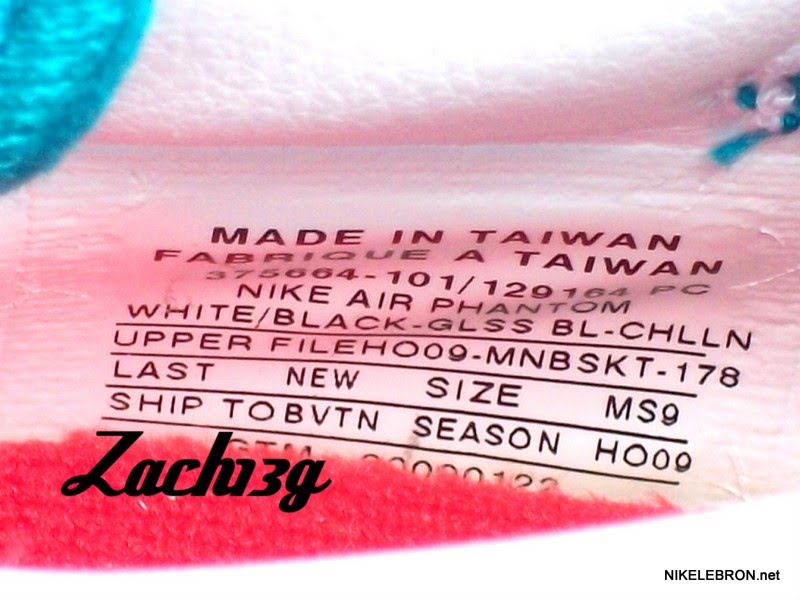 MADE IN TAIWAN
FABRIQUE A TAIWAN
375664-101/129164 PC
NIKE AIR PHANTOM
WHITE/BLACK-GLSS BL-CHLLN
UPPER FILEHO09-MNBSKT-178
LAST NEW SIZE MS9
SHIP TOBVTN SEASON HO09
Zach13g
NIKELEBRON.net